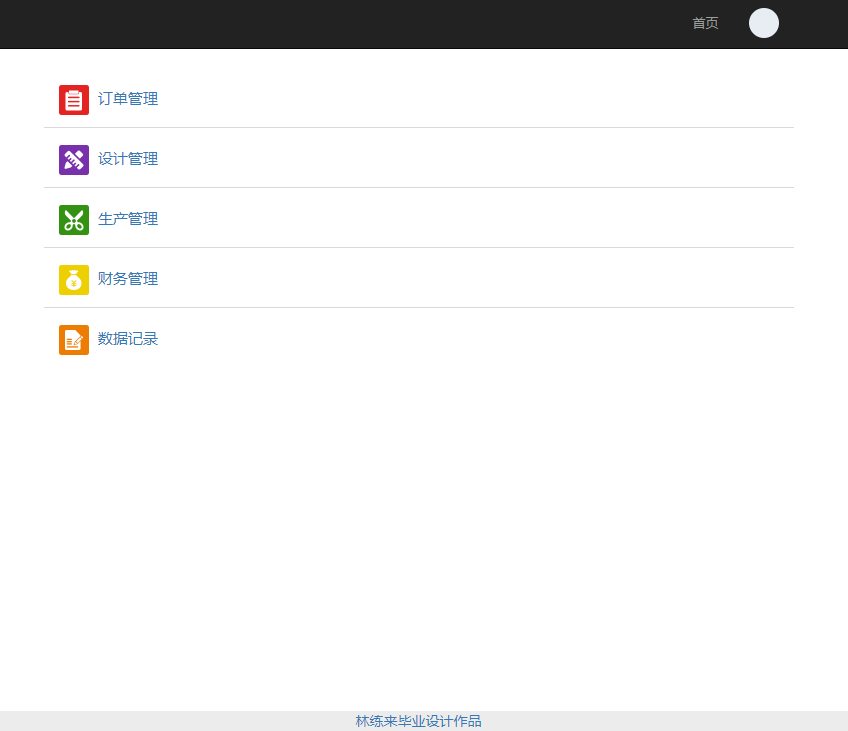 首页
订单管理
设计管理
生产管理
财务管理
数据记录
林练来毕业设计作品